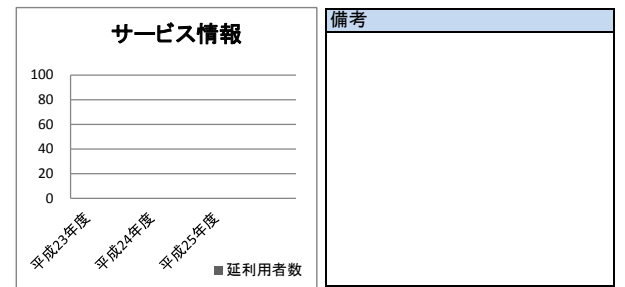 サービス情報
100
80
60
40
20
0
平成23年度
平成24年度
平成25年度
■延利用者数
備考